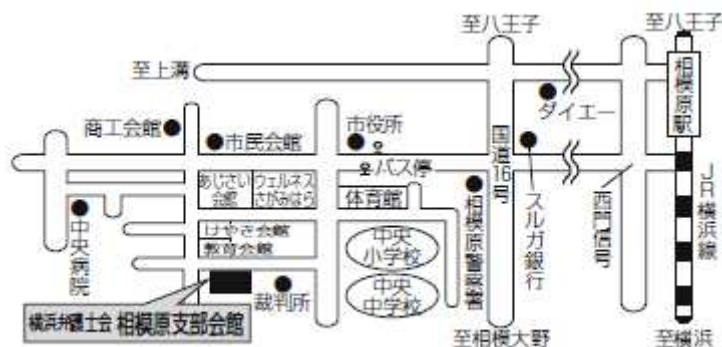 至八王子
至八王子
至上溝
相模原駅
ダイエー
商工会館
市民会館
市役所
国道16号
バス停
あじさい
会館
ウェルネス
さがみはら
体育館
相模原警察署
スルガ銀行
西門信号
JR横浜線
中央病院
けやき会館
教育会館
中央
小学校
中央
中学校
裁判所
横浜弁護士会 相模原支部会館
至相模大野
至横浜